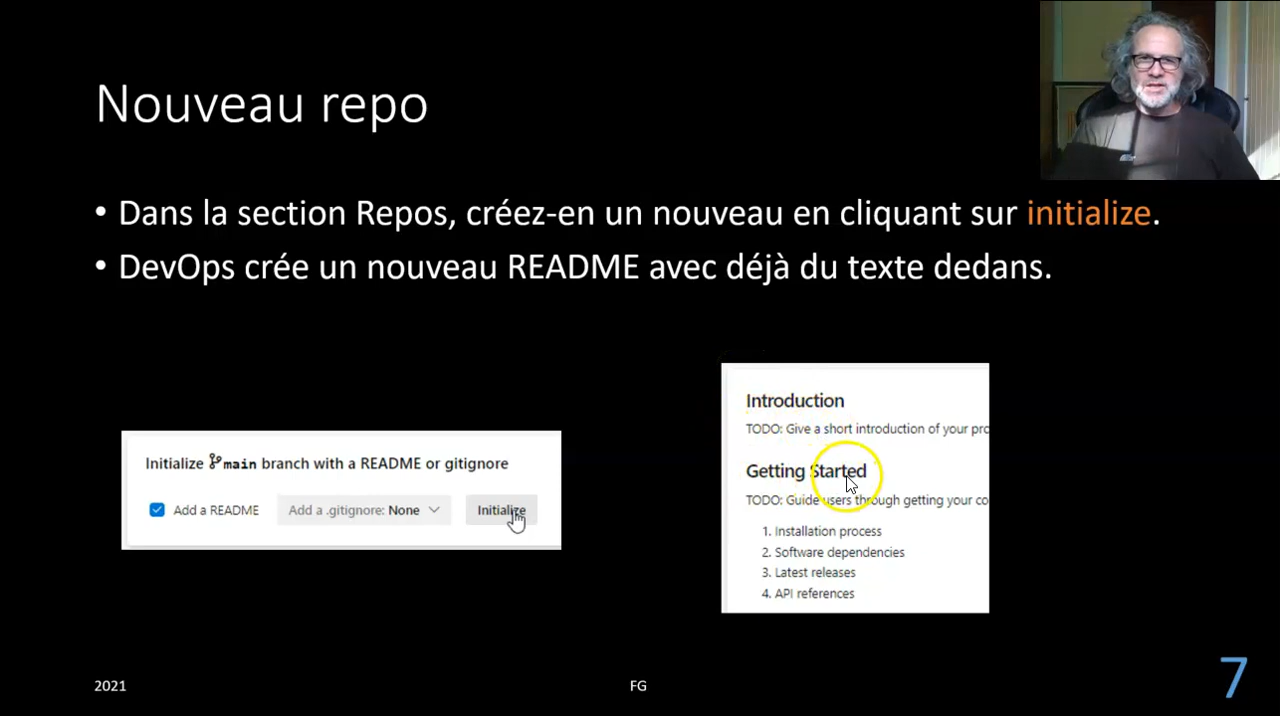 Nouveau repo
• Dans la section Repos, créez-en un nouveau en cliquant sur initialize.
• DevOps crée un nouveau README avec déjà du texte dedans.
Initialize main branch with a README or gitignore
Add a README Add a .gitignore: None Initialize
Introduction
TODO: Give a short introduction of your pro
Getting Started
TODO: Guide users through getting your co
1. Installation process
2. Software dependencies
3. Latest releases
4. API references
2021 FG 7